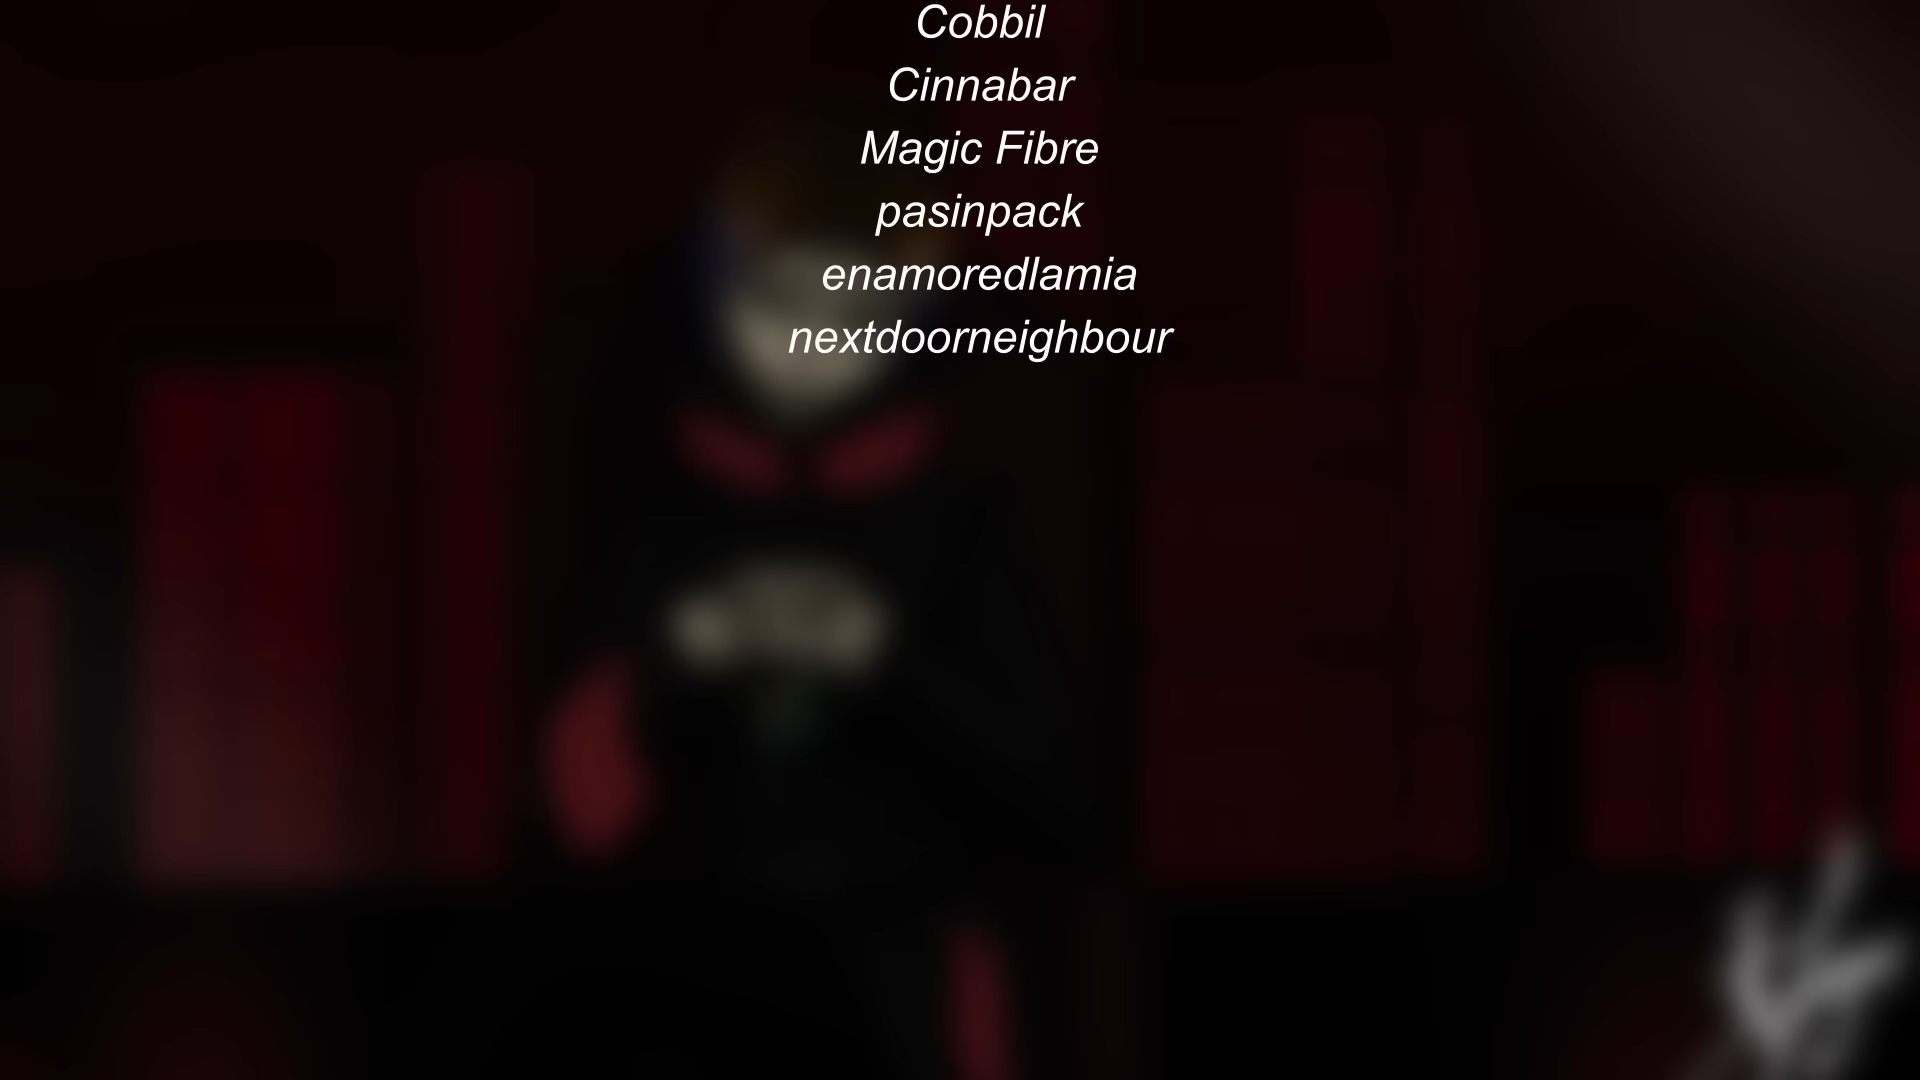 Cobbil
Cinnabar
Magic Fibre
pasinpack
enamoredlamia
nextdoorneighbour